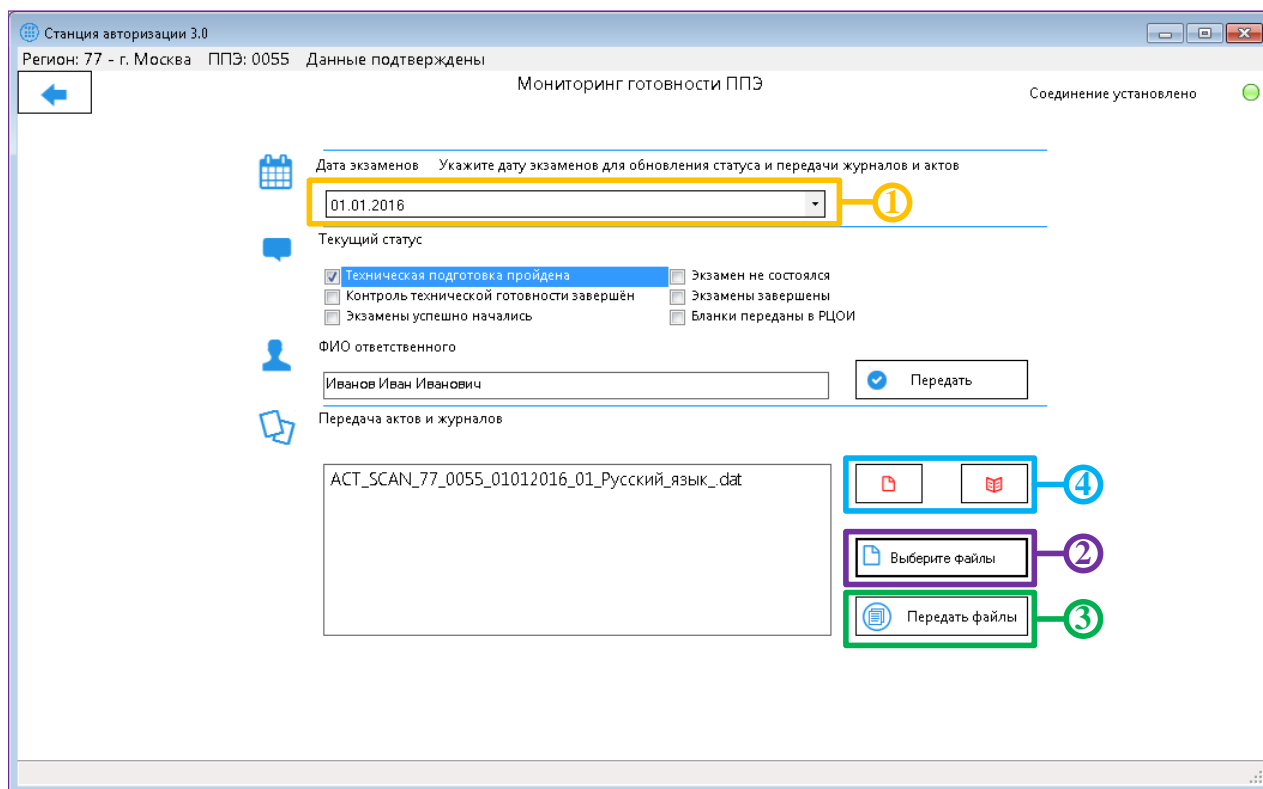 Станция авторизации 3.0
Регион: 77 - г. Москва ППЭ: 0055 Данные подтверждены
Мониторинг готовности ППЭ
Соединение установлено
Дата экзаменов Укажите дату экзаменов для обновления статуса и передачи журналов и актов
01.01.2016
1
Текущий статус
Техническая подготовка пройдена
Экзамен не состоялся
Контроль технической готовности завершён
Экзамены завершены
Экзамены успешно начались
Бланки переданы в РЦОИ
ФИО ответственного
Иванов Иван Иванович
Передать
Передача актов и журналов
ACT_SCAN_77_0055_01012016_01_Русский_язык_.dat
4
Выберите файлы
2
Передать файлы
3